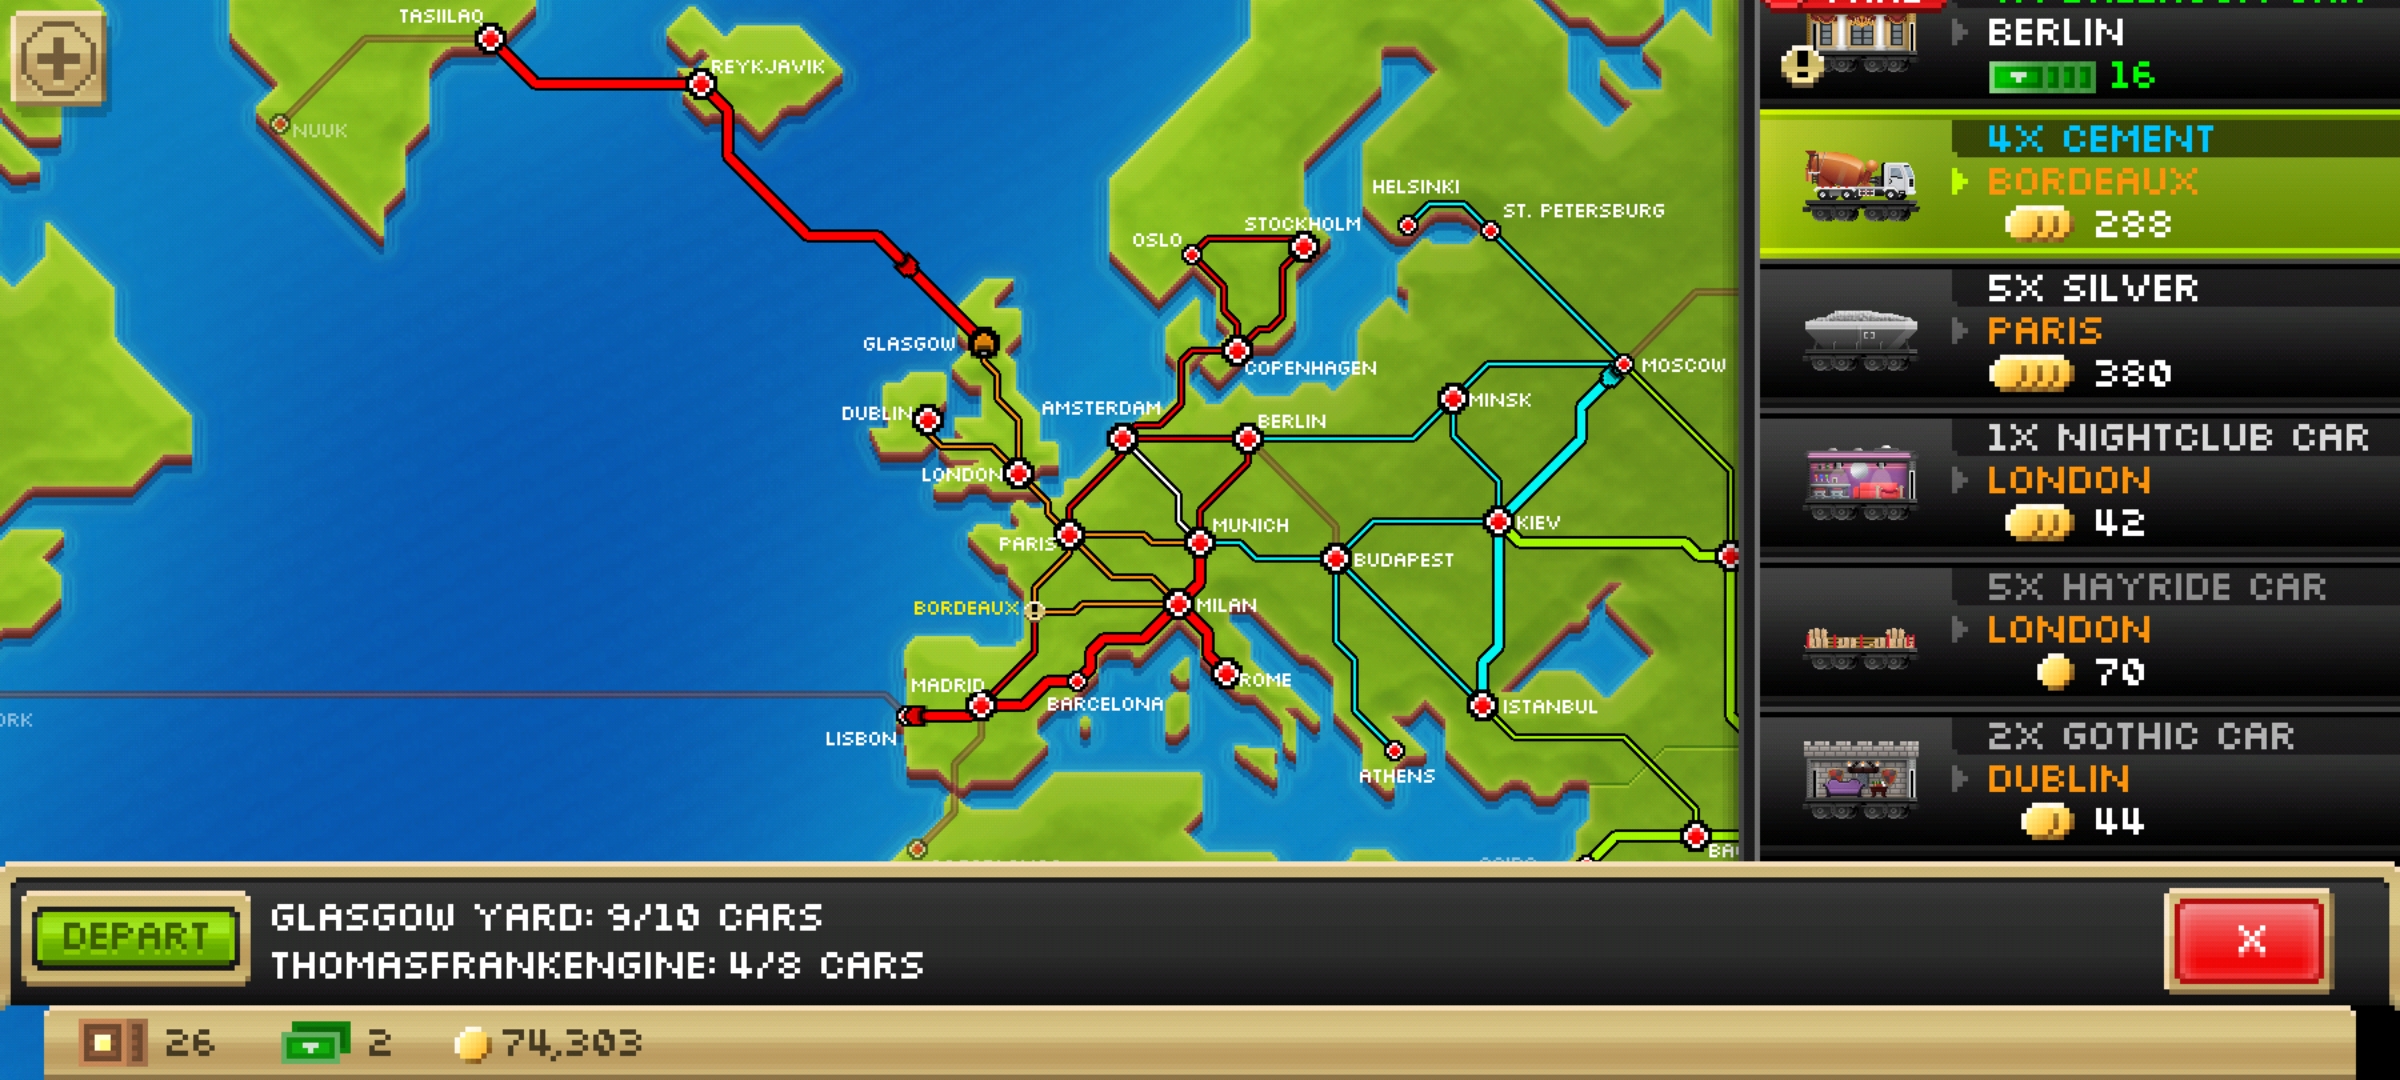 TASIILAQ
REYKJAVIK
NUUK
HELSINKI
ST. PETERSBURG
STOCKHOLM
OSLO
GLASGOW
COPENHAGEN
MOSCOW
DUBLIN
AMSTERDAM
BERLIN
MINSK
LONDON
PARIS
MUNICH
KIEV
BUDAPEST
BORDEAUX
MILAN
MADRID
ROME
BARCELONA
ISTANBUL
LISBON
ATHENS
BERLIN
16
4X CEMENT
BORDEAUX
288
5X SILVER
PARIS
380
1X NIGHTCLUB CAR
LONDON
42
5X HAYRIDE CAR
LONDON
70
2X GOTHIC CAR
DUBLIN
44
DEPART
GLASGOW YARD: 9/10 CARS
THOMASFRANKENGINE: 4/8 CARS
X
26
2
74,303